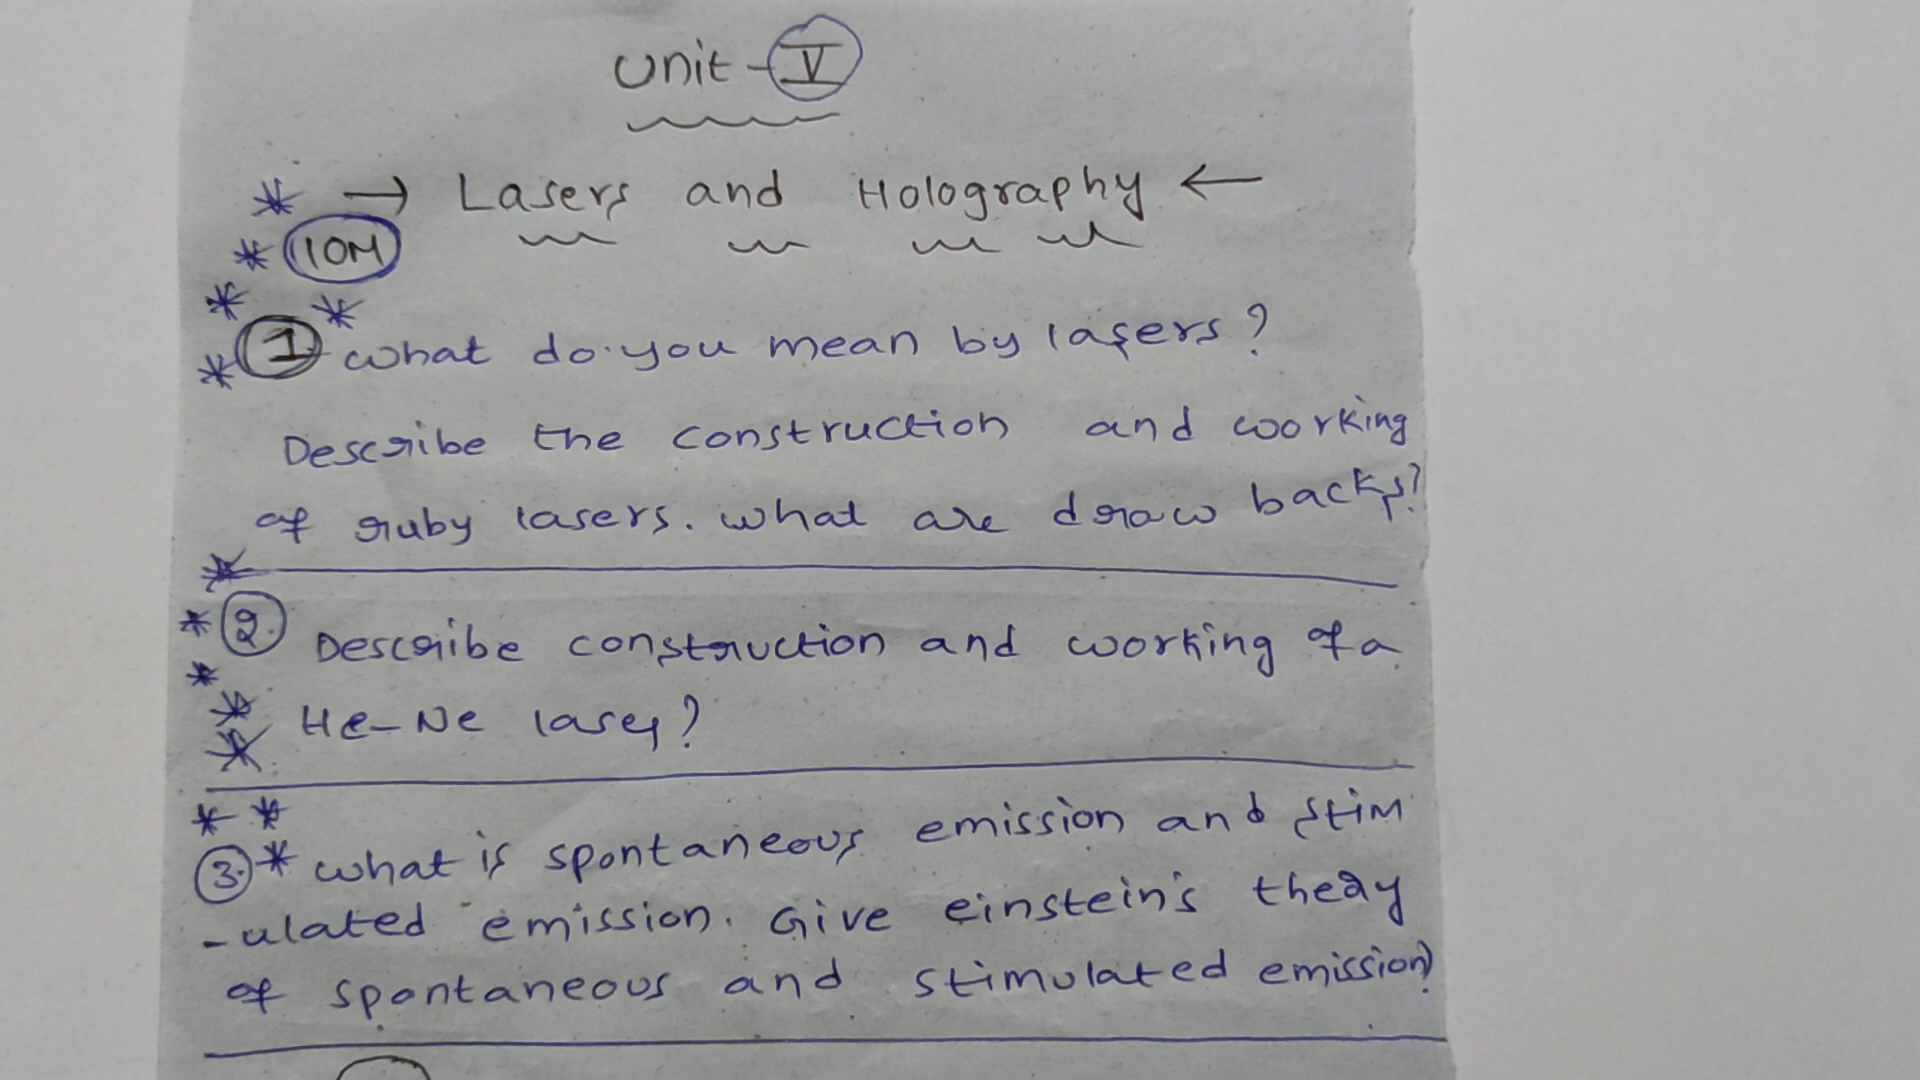 Unit - V
→ Lasers and Holography ←
10M
1 What do you mean by lasers?
Describe the construction and working
of ruby lasers. What are draw backs?
2. Describe construction and working of a
He-Ne laser?
3. What is spontaneous emission and stim
-ulated emission. Give einstein's theory
of spontaneous and stimulated emission?